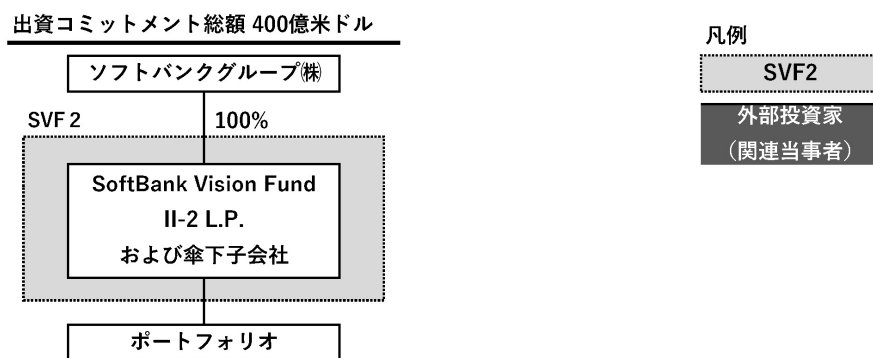 出資コミットメント総額 400億米ドル
ソフトバンクグループ㈱
SVF 2
100%
SoftBank Vision Fund
II-2 L.P.
および傘下子会社
ポートフォリオ
凡例
SVF2
外部投資家
（関連当事者）